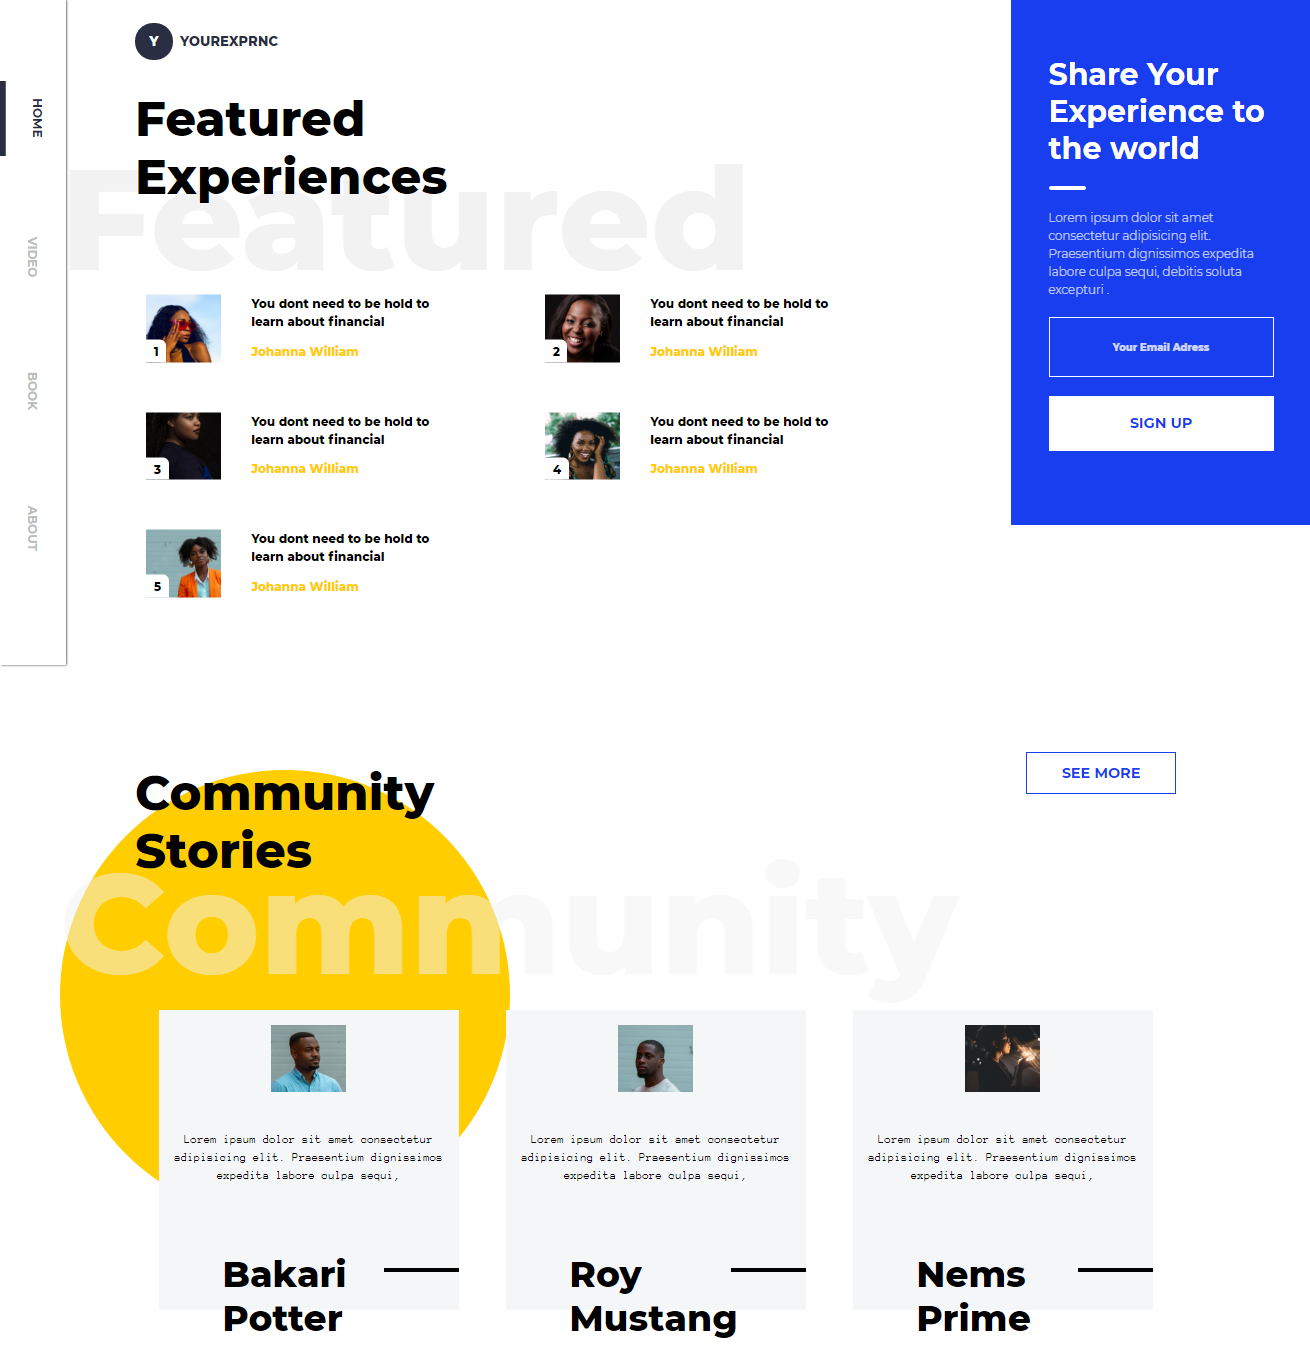 HOME
VIDEO
BOOK
ABOUT
Y YOUREXPRNC
Featured
Experiences
Featured
1
You dont need to be hold to
learn about financial
Johanna William
2
You dont need to be hold to
learn about financial
Johanna William
3
You dont need to be hold to
learn about financial
Johanna William
4
You dont need to be hold to
learn about financial
Johanna William
5
You dont need to be hold to
learn about financial
Johanna William
Share Your
Experience to
the world
Lorem ipsum dolor sit amet
consectetur adipisicing elit.
Praesentium dignissimos expedita
labore culpa sequi, debitis soluta
excepturi .
Your Email Adress
SIGN UP
Community
Stories
SEE MORE
Community
Lorem ipsum dolor sit amet consectetur
adipisicing elit. Praesentium dignissimos
expedita labore culpa sequi,
Bakari
Potter
Lorem ipsum dolor sit amet consectetur
adipisicing elit. Praesentium dignissimos
expedita labore culpa sequi,
Roy
Mustang
Lorem ipsum dolor sit amet consectetur
adipisicing elit. Praesentium dignissimos
expedita labore culpa sequi,
Nems
Prime